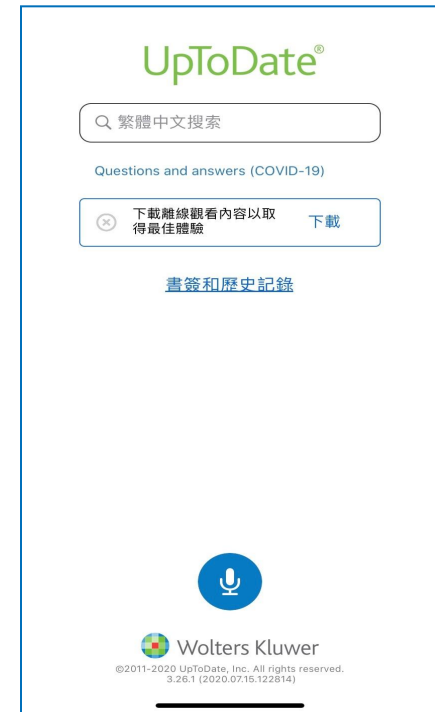 UpToDate®
繁體中文搜索
Questions and answers (COVID-19)
下載離線觀看內容以取
得最佳體驗
下載
書簽和歷史記錄
Wolters Kluwer
©2011-2020 UpToDate, Inc. All rights reserved.
3.26.1 (2020.07.15.122814)